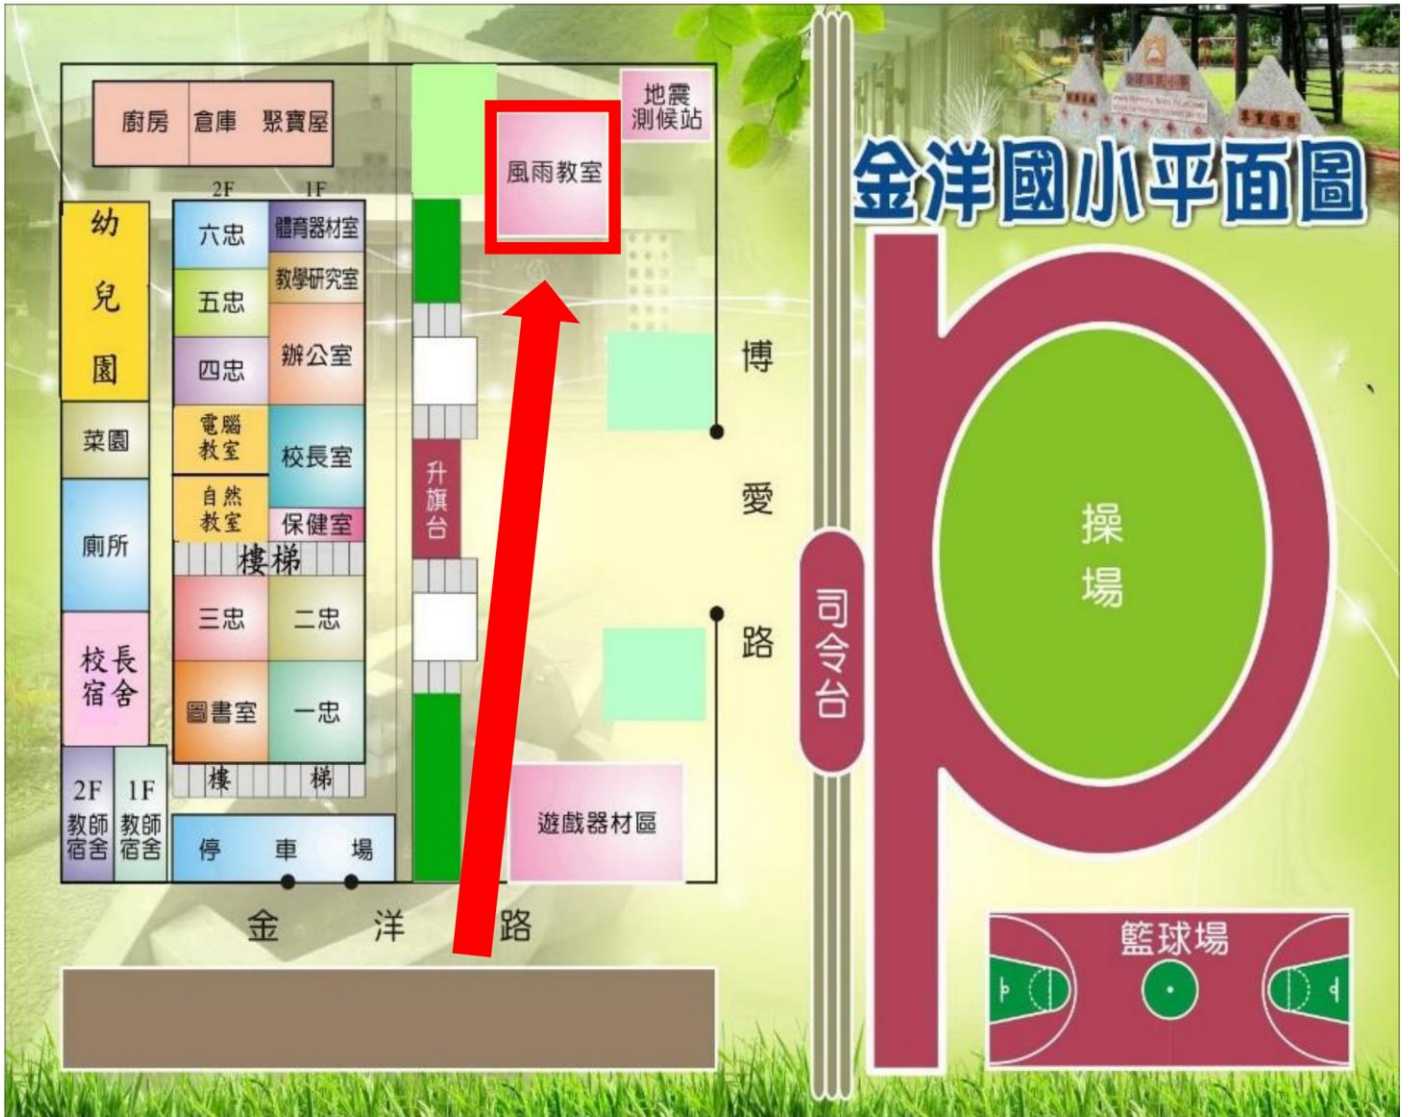 金洋國小平面圖
地震
測候站
廚房 倉庫 聚寶屋
風雨教室
2F 1F
幼兒園
六忠 體育器材室
教學研究室
五忠
辦公室
四忠
博愛路
電腦
教室
菜園
校長室
升旗台
自然
教室
保健室
廁所
樓梯
操場
司令台
三忠 二忠
校長
宿舍
圖書室 一忠
樓梯
2F
教師
宿舍
1F
教師
宿舍
停車場
遊戲器材區
金洋路
籃球場